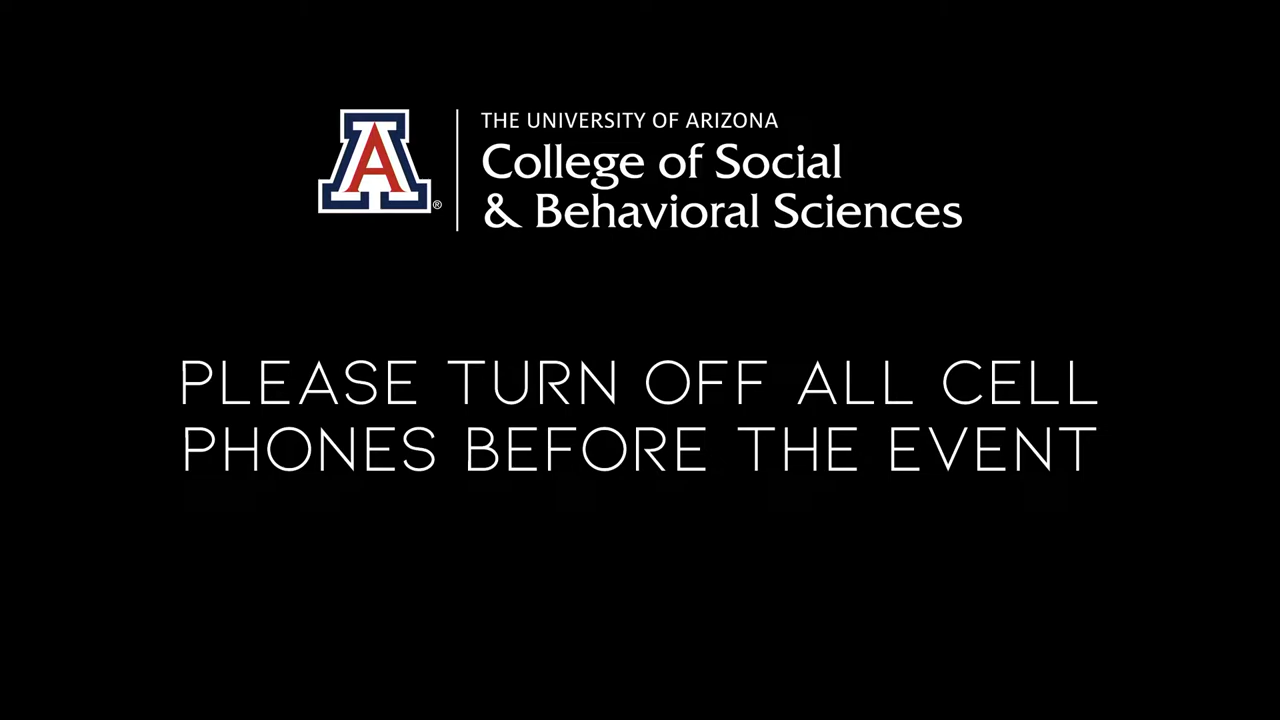 A®
THE UNIVERSITY OF ARIZONA
College of Social
& Behavioral Sciences
PLEASE TURN OFF ALL CELL
PHONES BEFORE THE EVENT